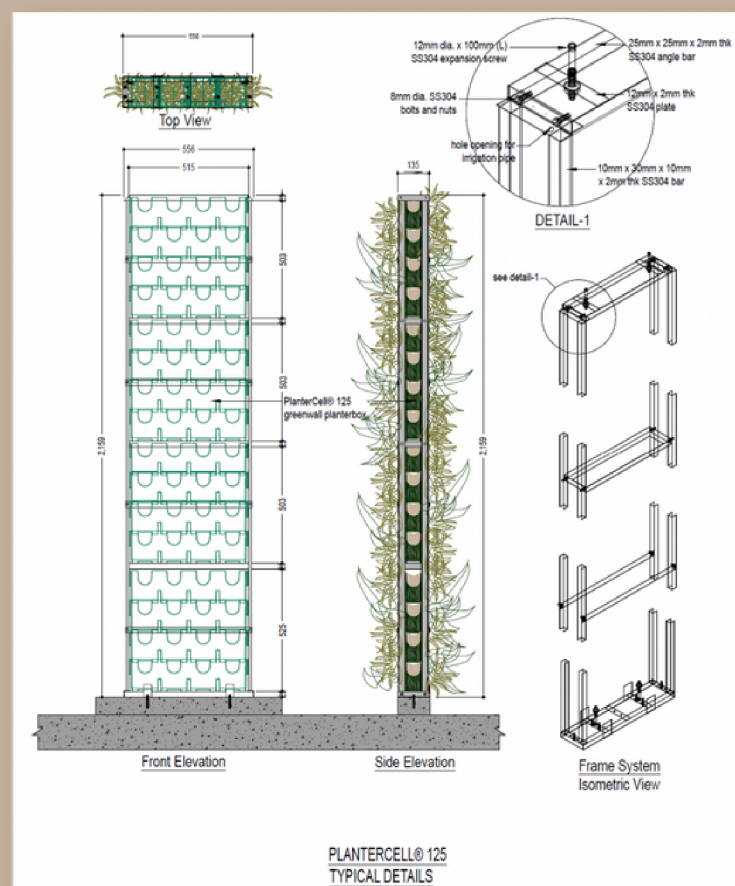 556
Top View
556
515
503
503
503
525
2,159
PlanterCell® 125
greenwall planterbox
Front Elevation
135
2,159
Side Elevation
12mm dia. x 100mm (L)
SS304 expansion screw
25mm x 25mm x 2mm thk
SS304 angle bar
8mm dia. SS304
bolts and nuts
12mm x 2mm thk
SS304 plate
hole opening for
irrigation pipe
10mm x 30mm x 10mm
x 2mm thk SS304 bar
DETAIL-1
see detail-1
Frame System
Isometric View
PLANTERCELL® 125
TYPICAL DETAILS